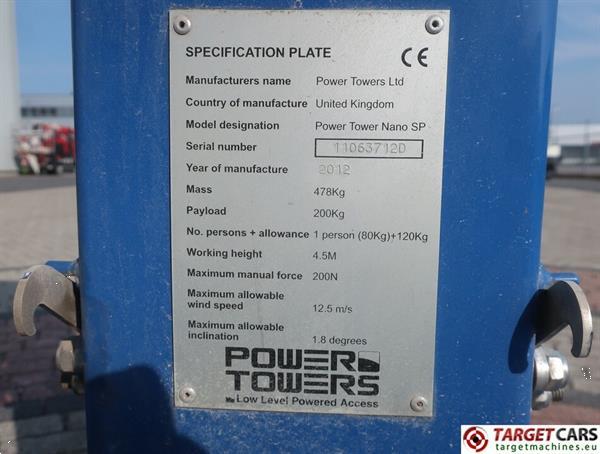 SPECIFICATION PLATE CE
Manufacturers name Power Towers Ltd
Country of manufacture United Kingdom
Model designation Power Tower Nano SP
Serial number 11063712D
Year of manufacture 2012
Mass 478Kg
Payload 200Kg
No. persons + allowance 1 person (80Kg)+120Kg
Working height 4.5M
Maximum manual force 200N
Maximum allowable
wind speed 12.5 m/s
Maximum allowable
inclination 1.8 degrees
POWER
TOWERS
Low Level Powered Access
TARGETCARS
targetmachines.eu